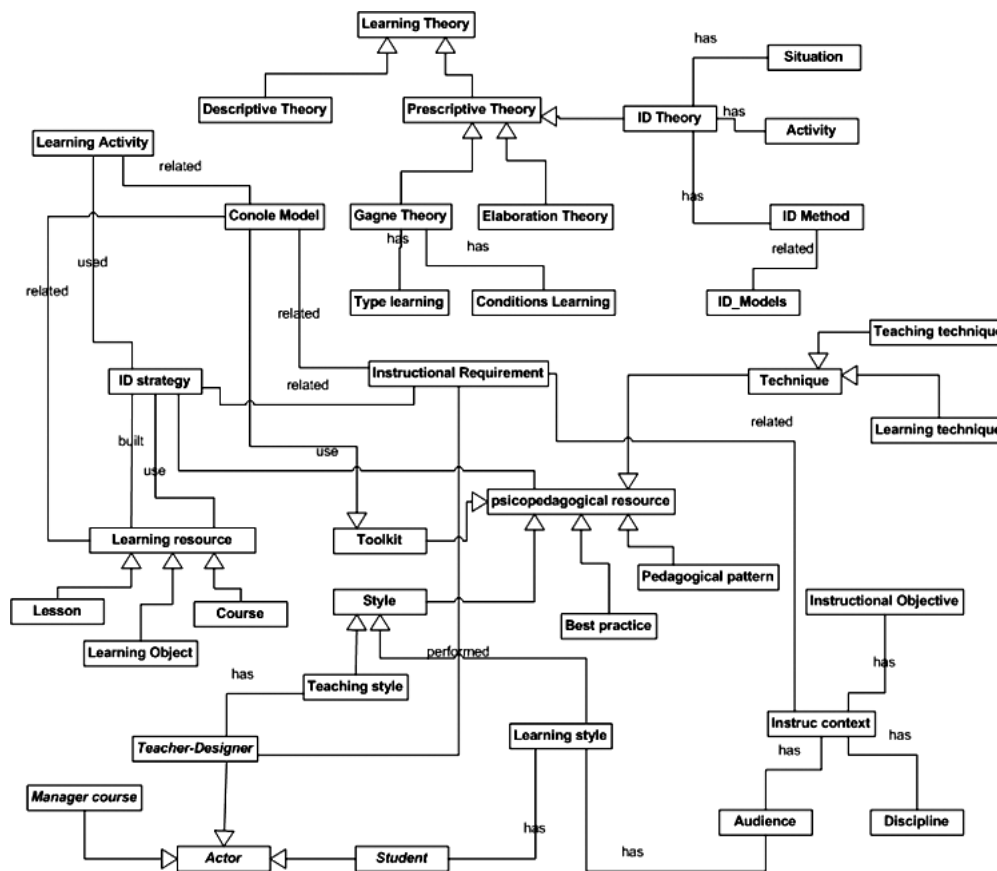 Learning Theory
has
Situation
Descriptive Theory
Prescriptive Theory
ID Theory
has
Activity
Learning Activity
related
has
Conole Model
Gagne Theory
Elaboration Theory
ID Method
used
has
has
related
related
Type learning
Conditions Learning
ID_Models
related
Teaching technique
ID strategy
related
Instructional Requirement
Technique
built
related
Learning technique
use
use
psicopedagogical resource
Learning resource
Toolkit
Pedagogical pattern
Lesson
Course
Style
Best practice
Instructional Objective
Learning Object
performed
has
Teaching style
has
Teacher-Designer
Learning style
Instruc context
has
has
Manager course
Audience
Discipline
has
has
Actor
Student